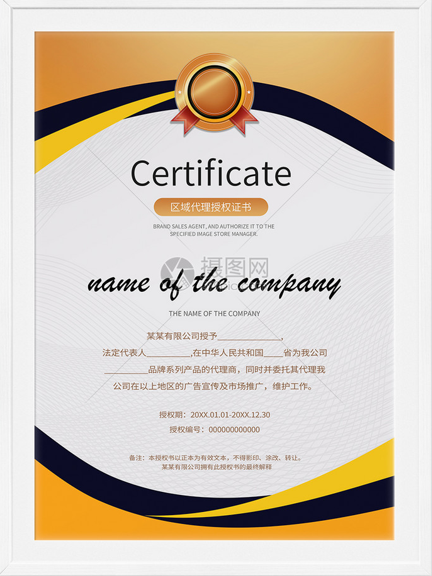 Certificate
区域代理授权证书
BRAND SALES AGENT, AND AUTHORIZE IT TO THE
SPECIFIED IMAGE STORE MANAGER.
摄图网
name of the company
THE NAME OF THE COMPANY
某某有限公司授予______________,
法定代表人__________,在中华人民共和国____省为我公司
__________品牌系列产品的代理商，同时并委托其代理我
公司在以上地区的广告宣传及市场推广，维护工作。
授权期：20XX.01.01-20XX.12.30
授权编号：000000000000
备注：本授权书以正本为有效文本，不得影印、涂改、转让。
某某有限公司拥有此授权书的最终解释